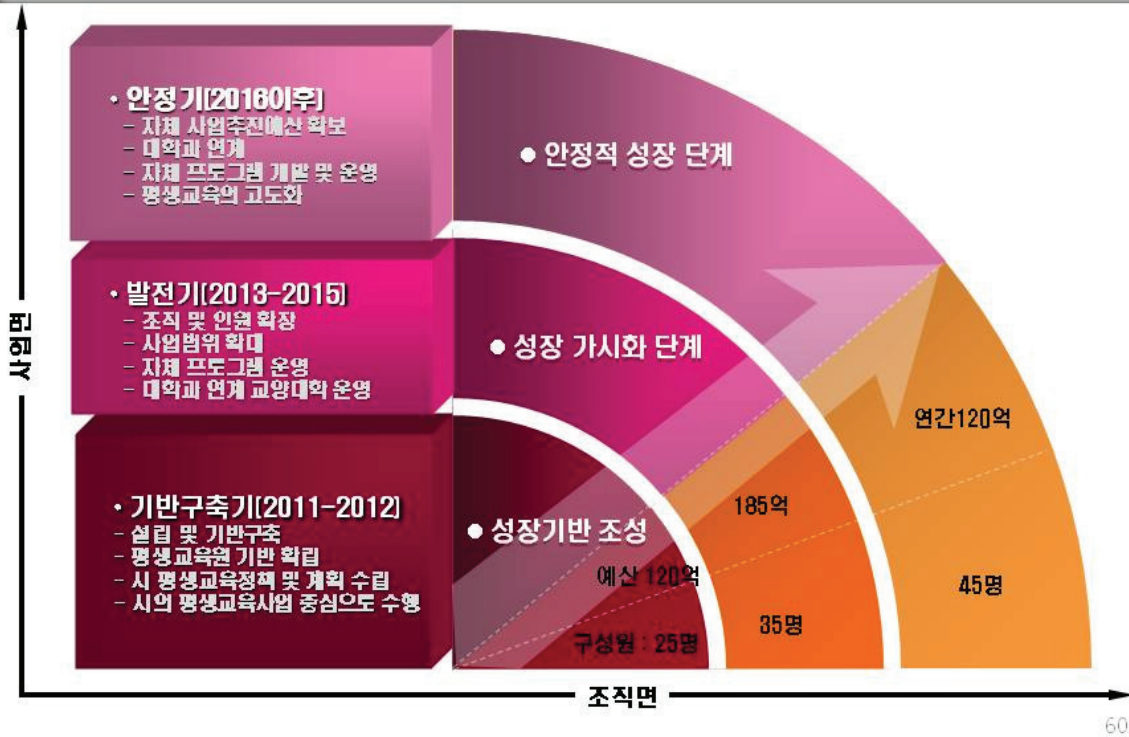 사업면
• 안정기(2016이후)
- 자체 사업추진예산 확보
- 대학과 연계
- 자체 프로그램 개발 및 운영
- 평생교육의 고도화
● 안정적 성장 단계
• 발전기(2013-2015)
- 조직 및 인원 확장
- 사업범위 확대
- 자체 프로그램 운영
- 대학과 연계 교양대학 운영
● 성장 가시화 단계
• 기반구축기(2011-2012)
- 설립 및 기반구축
- 평생교육원 기반 확립
- 시 평생교육정책 및 계획 수립
- 시의 평생교육사업 중심으로 수행
● 성장기반 조성
예산 120억
구성원 : 25명
185억
35명
연간120억
45명
조직면
60